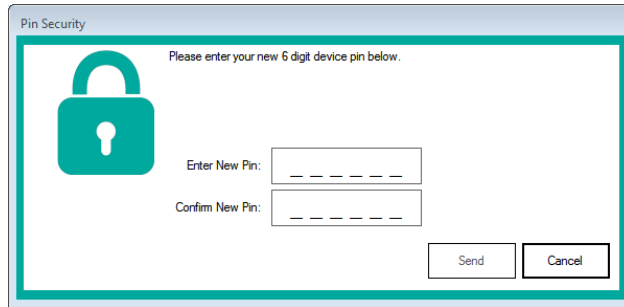 Pin Security
Please enter your new 6 digit device pin below.
Enter New Pin: _ _ _ _ _ _
Confirm New Pin: _ _ _ _ _ _
Send Cancel